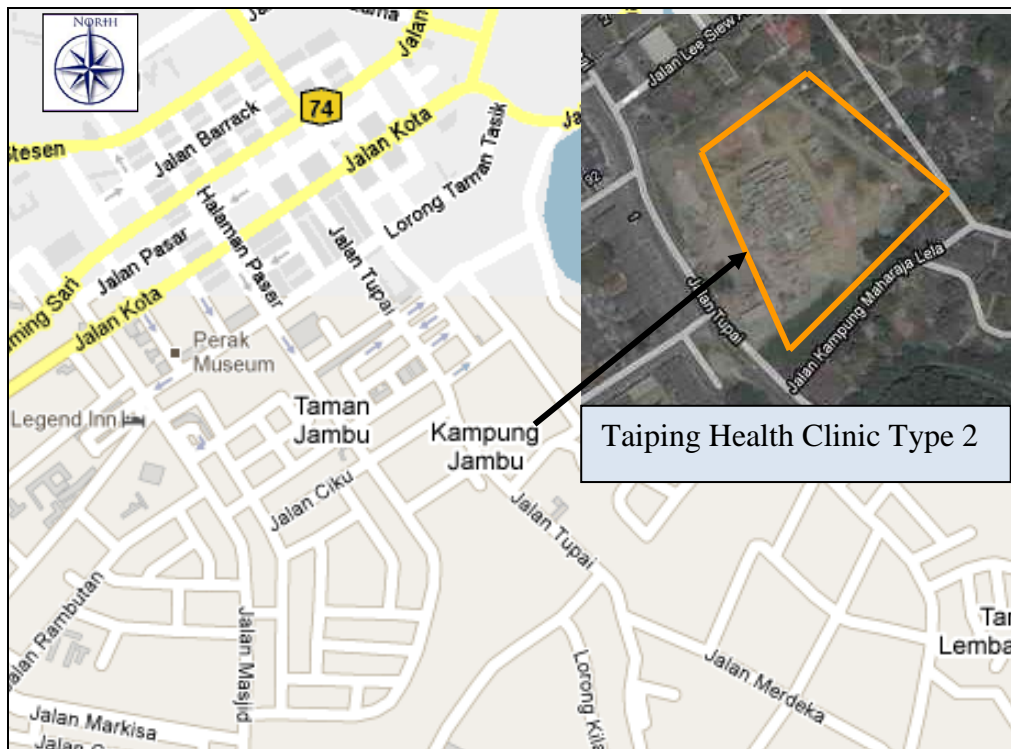 NORTH
Jalan
Stesen
Jalan Barrack
74
Jalan Kota
Lorong Taman Tasik
Halaman Pasar
Jalan Pasar
Jalan Tupai
Jalan Kota
Perak
Museum
Legend Inn
Taman
Jambu
Kampung
Jambu
Jalan Ciku
Jalan Tupai
Jalan Rambutan
Jalan Masjid
Jalan Merdeka
Jalan Markisa
Jalan Lee Siew
92
Jalan Tupai
Jalan Kampung Maharaja Lela
Taiping Health Clinic Type 2